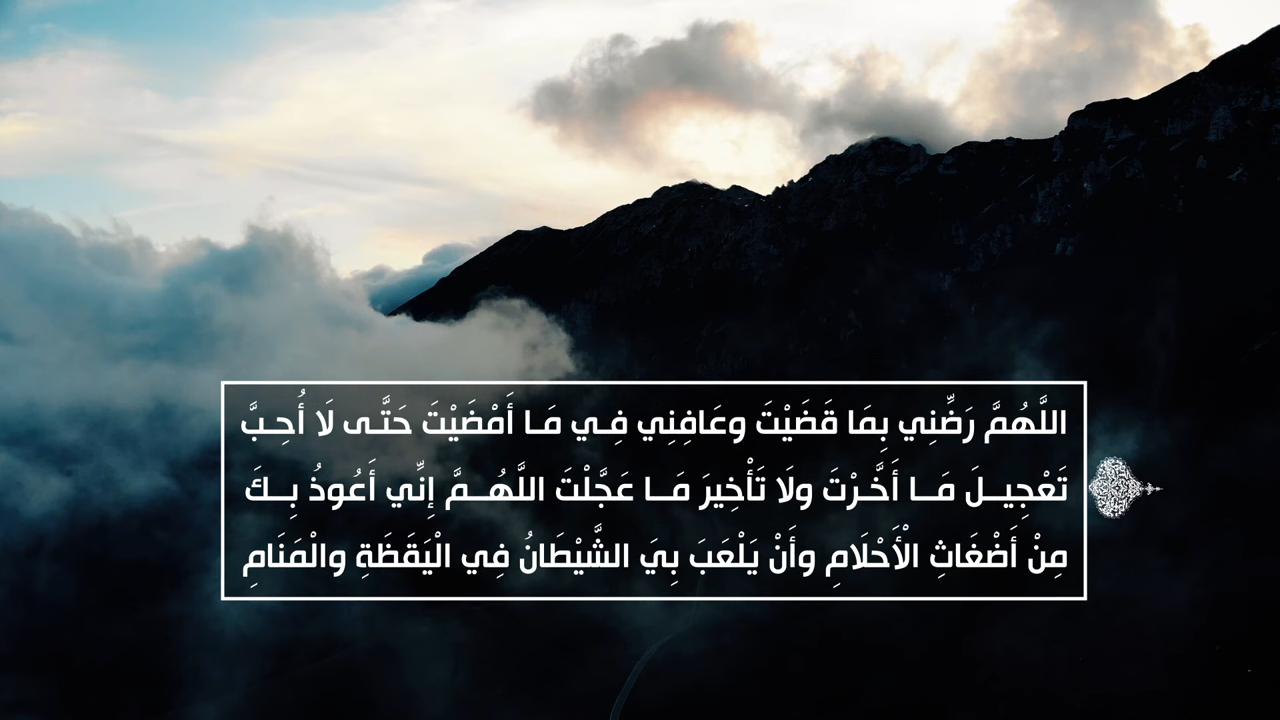 اللَّهُمَّ رَضِّنِي بِمَا قَضَيْتَ وعَافِنِي فِي مَا أَمْضَيْتَ حَتَّى لَا أُحِبَّ
تَعْجِيلَ مَا أَخَّرْتَ ولَا تَأْخِيرَ مَا عَجَّلْتَ اللَّهُمَّ إِنِّي أَعُوذُ بِكَ
مِنْ أَضْغَاثِ الْأَحْلَامِ وأَنْ يَلْعَبَ بِيَ الشَّيْطَانُ فِي الْيَقَظَةِ والْمَنَامِ